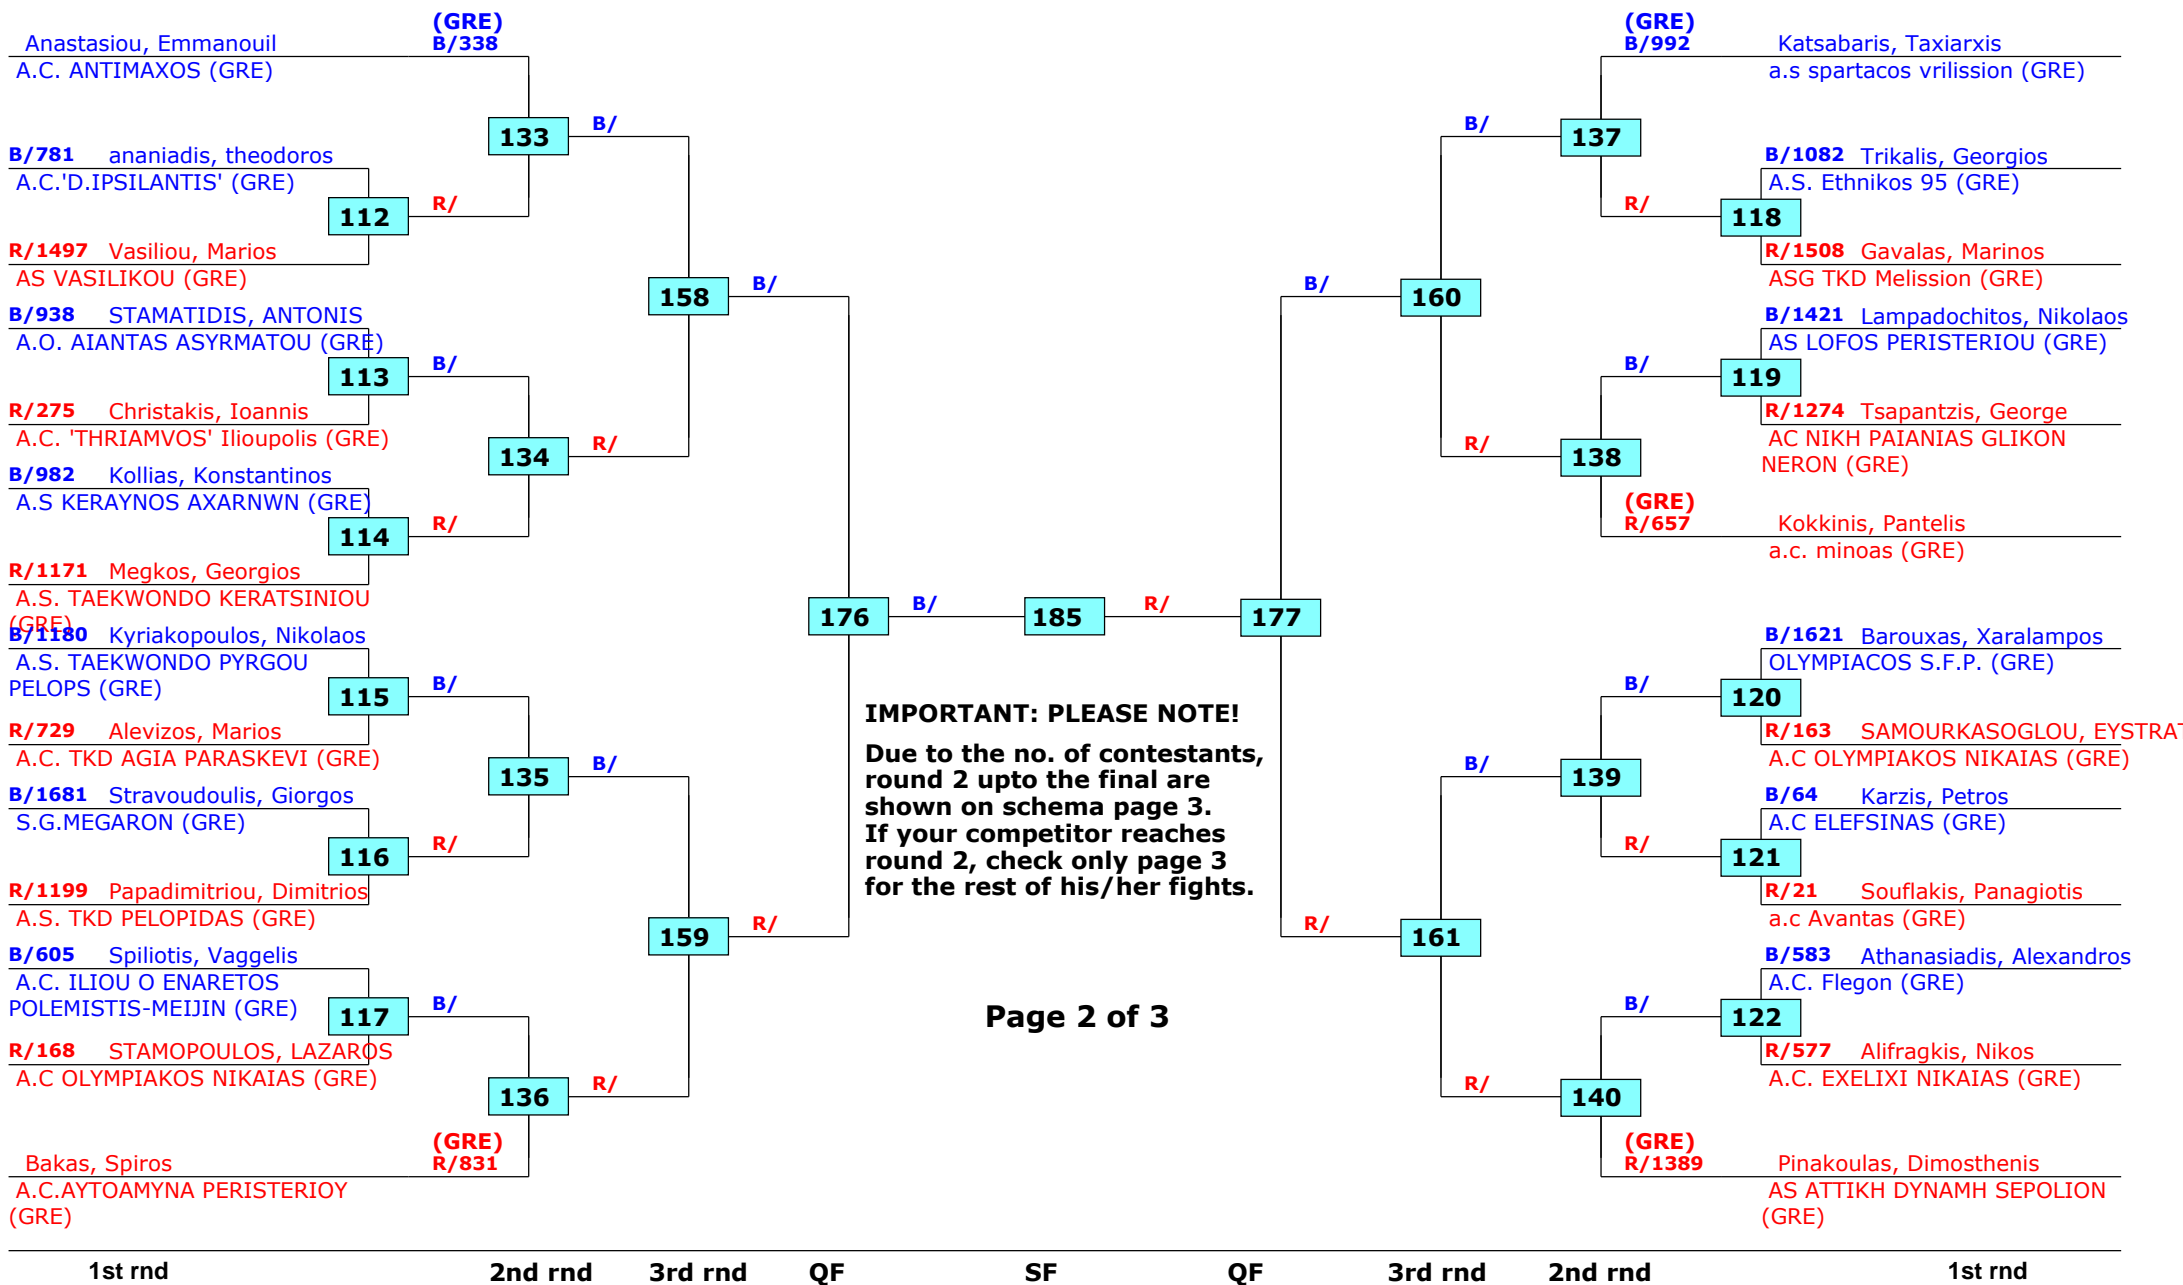 (GRE)
Anastasiou, Emmanouil B/338
A.C. ANTIMAXOS (GRE)
133
B/
B/781 ananiadis, theodoros
A.C.'D.IPSILANTIS' (GRE)
112
R/
R/1497 Vasiliou, Marios
AS VASILIKOU (GRE)
158
B/
B/938 STAMATIDIS, ANTONIS
A.O. AIANTAS ASYRMATOU (GRE)
113
B/
R/275 Christakis, Ioannis
A.C. 'THRIAMVOS' Ilioupolis (GRE)
134
R/
B/982 Kollias, Konstantinos
A.S KERAYNOS AXARNWN (GRE)
114
R/
R/1171 Megkos, Georgios
A.S. TAEKWONDO KERATSINIOU
(GRE)
176
B/
185
R/
177
B/1180 Kyriakopoulos, Nikolaos
A.S. TAEKWONDO PYRGOU
PELOPS (GRE)
115
B/
R/729 Alevizos, Marios
A.C. TKD AGIA PARASKEVI (GRE)
135
B/
B/1681 Stravoudoulis, Giorgos
S.G.MEGARON (GRE)
116
R/
R/1199 Papadimitriou, Dimitrios
A.S. TKD PELOPIDAS (GRE)
159
R/
B/605 Spiliotis, Vaggelis
A.C. ILIOU O ENARETOS
POLEMISTIS-MEIJIN (GRE)
117
B/
R/168 STAMOPOULOS, LAZAROS
A.C OLYMPIAKOS NIKAIAS (GRE)
136
R/
(GRE)
Bakas, Spiros R/831
A.C.AYTOAMYNA PERISTERIOY
(GRE)
IMPORTANT: PLEASE NOTE!
Due to the no. of contestants,
round 2 upto the final are
shown on schema page 3.
If your competitor reaches
round 2, check only page 3
for the rest of his/her fights.
Page 2 of 3
(GRE)
B/992 Katsabaris, Taxiarxis
a.s spartacos vrilission (GRE)
B/
137
B/1082 Trikalis, Georgios
A.S. Ethnikos 95 (GRE)
R/
118
R/1508 Gavalas, Marinos
ASG TKD Melission (GRE)
B/
160
B/1421 Lampadochitos, Nikolaos
AS LOFOS PERISTERIOU (GRE)
B/
119
R/1274 Tsapantzis, George
AC NIKH PAIANIAS GLIKON
NERON (GRE)
R/
138
(GRE)
R/657 Kokkinis, Pantelis
a.c. minoas (GRE)
B/1621 Barouxas, Xaralampos
OLYMPIACOS S.F.P. (GRE)
B/
120
R/163 SAMOURKASOGLOU, EYSTRAT
A.C OLYMPIAKOS NIKAIAS (GRE)
B/
139
B/64 Karzis, Petros
A.C ELEFSINAS (GRE)
R/
121
R/21 Souflakis, Panagiotis
a.c Avantas (GRE)
R/
161
B/583 Athanasiadis, Alexandros
A.C. Flegon (GRE)
B/
122
R/577 Alifragkis, Nikos
A.C. EXELIXI NIKAIAS (GRE)
R/
140
(GRE)
R/1389 Pinakoulas, Dimosthenis
AS ATTIKH DYNAMH SEPOLION
(GRE)
1st rnd 2nd rnd 3rd rnd QF SF QF 3rd rnd 2nd rnd 1st rnd